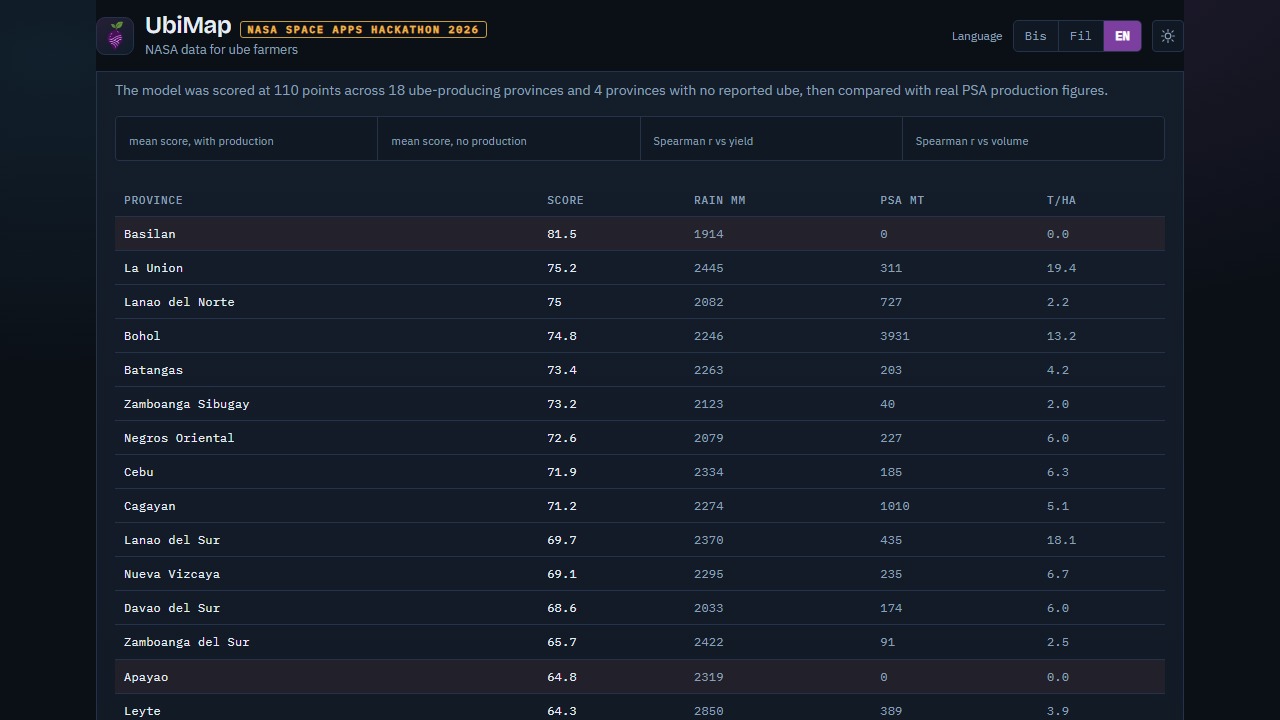 UbiMap NASA SPACE APPS HACKATHON 2026
NASA data for ube farmers
Language Bis Fil EN
The model was scored at 110 points across 18 ube-producing provinces and 4 provinces with no reported ube, then compared with real PSA production figures.
mean score, with production mean score, no production Spearman r vs yield Spearman r vs volume
PROVINCE SCORE RAIN MM PSA MT T/HA
Basilan 81.5 1914 0 0.0
La Union 75.2 2445 311 19.4
Lanao del Norte 75 2082 727 2.2
Bohol 74.8 2246 3931 13.2
Batangas 73.4 2263 203 4.2
Zamboanga Sibugay 73.2 2123 40 2.0
Negros Oriental 72.6 2079 227 6.0
Cebu 71.9 2334 185 6.3
Cagayan 71.2 2274 1010 5.1
Lanao del Sur 69.7 2370 435 18.1
Nueva Vizcaya 69.1 2295 235 6.7
Davao del Sur 68.6 2033 174 6.0
Zamboanga del Sur 65.7 2422 91 2.5
Apayao 64.8 2319 0 0.0
Leyte 64.3 2850 389 3.9